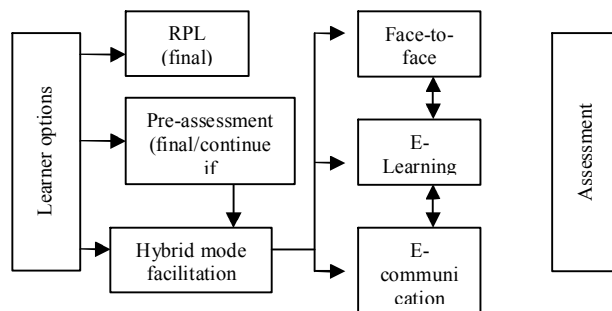 Learner options
RPL
(final)
Pre-assessment
(final/continue
if
Hybrid mode
facilitation
Face-to-
face
E-
Learning
E-
communi
cation
Assessment